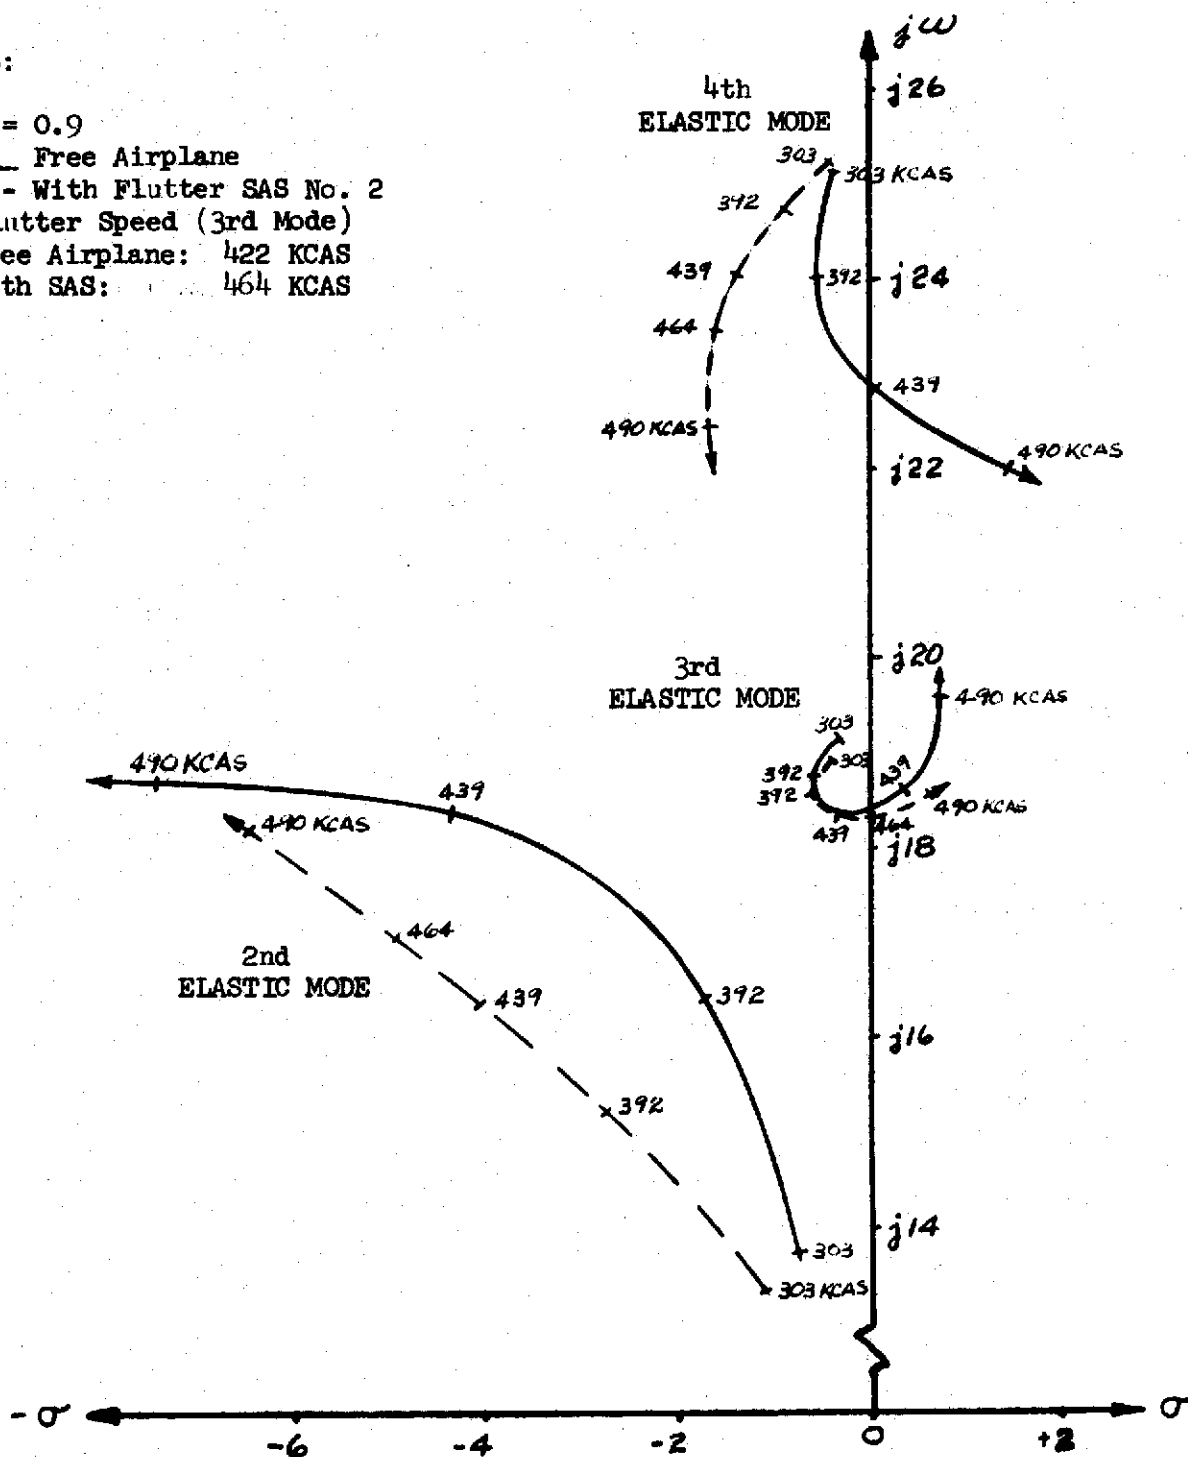 :
= 0.9
Free Airplane
- With Flutter SAS No. 2
utter Speed (3rd Mode)
ee Airplane: 422 KCAS
th SAS: 464 KCAS
jω
j26
4th
ELASTIC MODE
303
303 KCAS
392
439
392
j24
464
439
490 KCAS
490 KCAS
j22
j20
3rd
ELASTIC MODE
490 KCAS
303
303
392
392
439
490 KCAS
439
464
j18
490 KCAS
439
490 KCAS
464
2nd
ELASTIC MODE
439
392
j16
392
j14
303
303 KCAS
- σ
σ
-6
-4
-2
0
+2